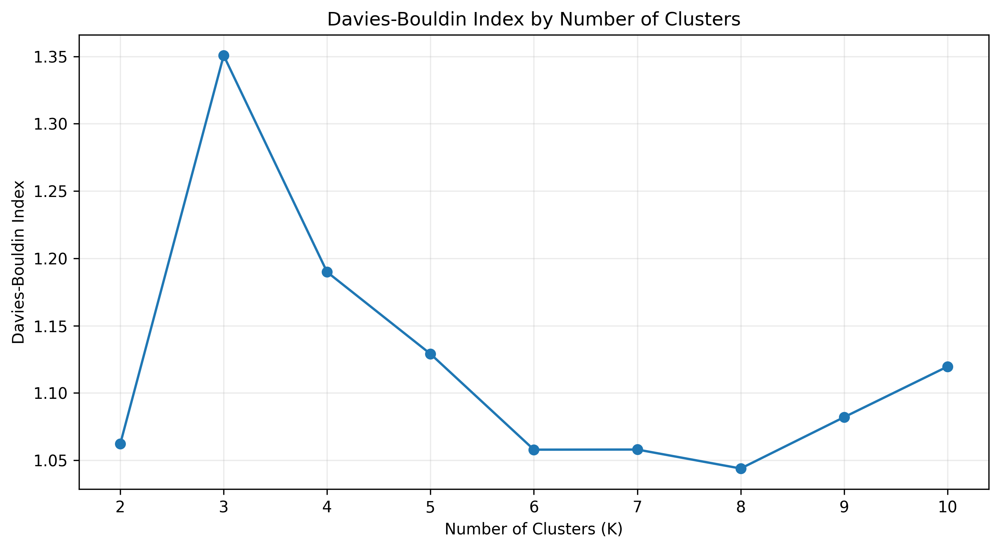 Davies-Bouldin Index by Number of Clusters
Davies-Bouldin Index
1.35
1.30
1.25
1.20
1.15
1.10
1.05
2 3 4 5 6 7 8 9 10
Number of Clusters (K)